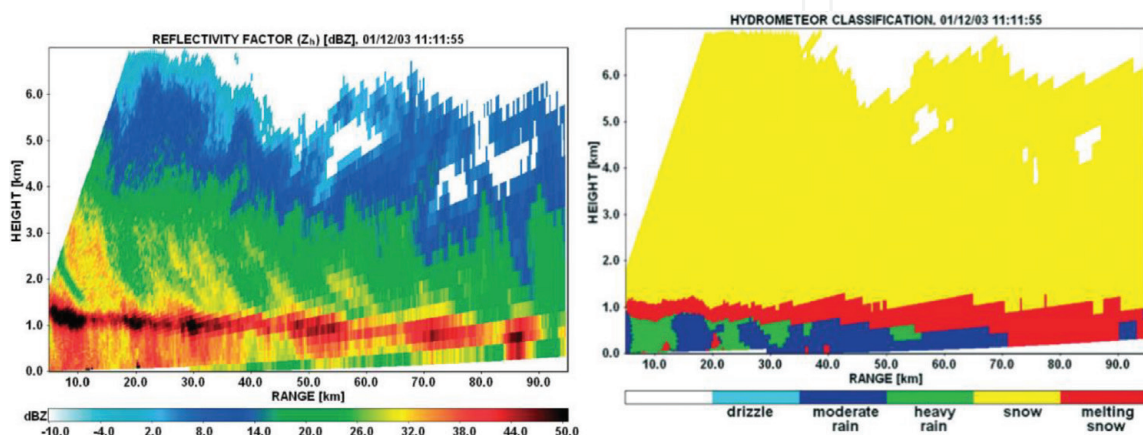 REFLECTIVITY FACTOR (Zh) [dBZ]. 01/12/03 11:11:55
HEIGHT [km]
6.0
5.0
4.0
3.0
2.0
1.0
0.0
10.0 20.0 30.0 40.0 50.0 60.0 70.0 80.0 90.0
RANGE [km]
dBZ
-10.0 -4.0 2.0 8.0 14.0 20.0 26.0 32.0 38.0 44.0 50.0
HYDROMETEOR CLASSIFICATION. 01/12/03 11:11:55
HEIGHT [km]
6.0
5.0
4.0
3.0
2.0
1.0
0.0
10.0 20.0 30.0 40.0 50.0 60.0 70.0 80.0 90.0
RANGE [km]
drizzle moderate heavy snow melting
rain rain snow